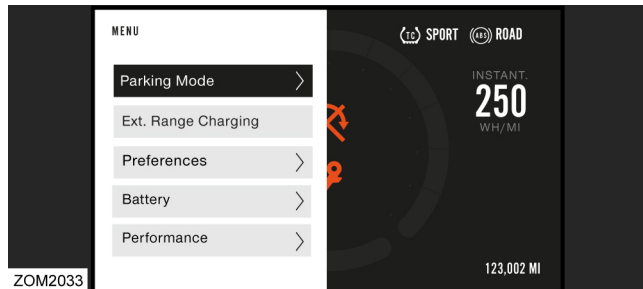 MENU
Parking Mode
Ext. Range Charging
Preferences
Battery
Performance
TC SPORT ABS ROAD
INSTANT.
250
WH/MI
123,002 MI
ZOM2033